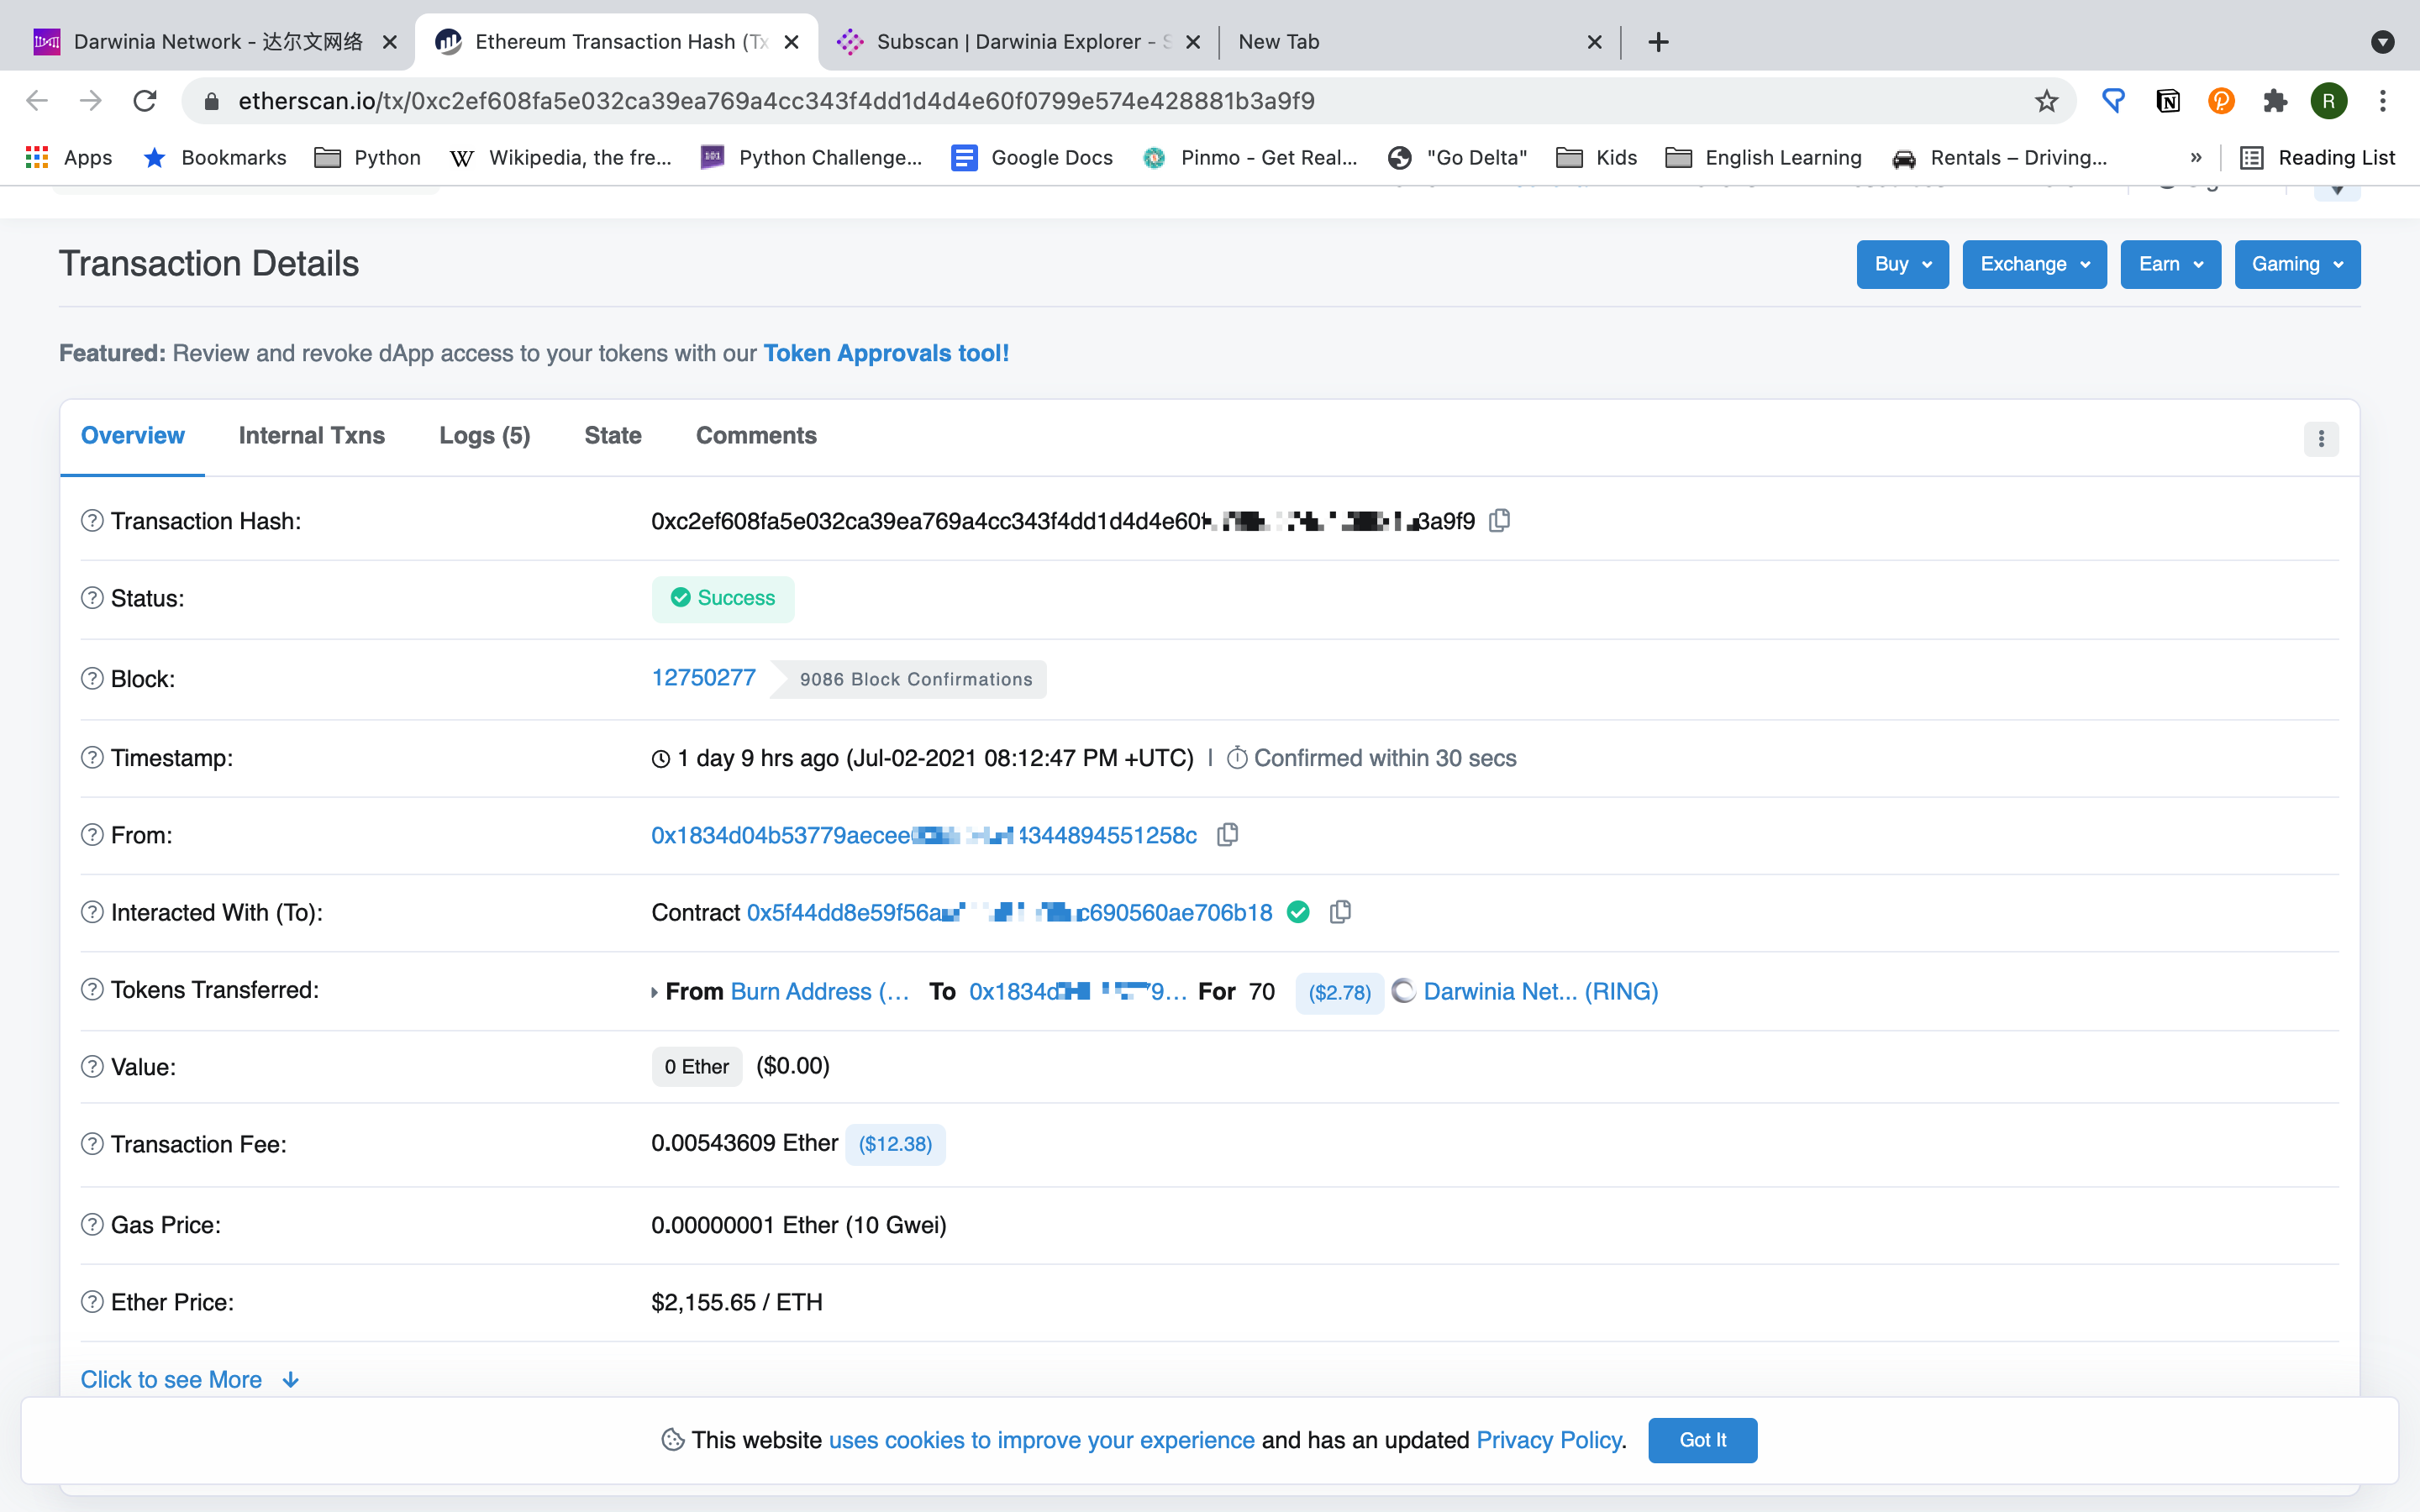 Darwinia Network - 达尔文网络
Ethereum Transaction Hash (Tx
Subscan | Darwinia Explorer -
New Tab
etherscan.io/tx/0xc2ef608fa5e032ca39ea769a4cc343f4dd1d4d4e60f0799e574e428881b3a9f9
R
Apps Bookmarks Python Wikipedia, the fre... Python Challenge... Google Docs Pinmo - Get Real... "Go Delta" Kids English Learning Rentals – Driving... » Reading List
Transaction Details
Buy Exchange Earn Gaming
Featured: Review and revoke dApp access to your tokens with our Token Approvals tool!
Overview Internal Txns Logs (5) State Comments
Transaction Hash: 0xc2ef608fa5e032ca39ea769a4cc343f4dd1d4d4e60 3a9f9
Status: Success
Block: 12750277 9086 Block Confirmations
Timestamp: 1 day 9 hrs ago (Jul-02-2021 08:12:47 PM +UTC) | Confirmed within 30 secs
From: 0x1834d04b53779aecee 4344894551258c
Interacted With (To): Contract 0x5f44dd8e59f56a c690560ae706b18
Tokens Transferred: From Burn Address (... To 0x1834d 9... For 70 ($2.78) Darwinia Net... (RING)
Value: 0 Ether ($0.00)
Transaction Fee: 0.00543609 Ether ($12.38)
Gas Price: 0.00000001 Ether (10 Gwei)
Ether Price: $2,155.65 / ETH
Click to see More
This website uses cookies to improve your experience and has an updated Privacy Policy. Got It